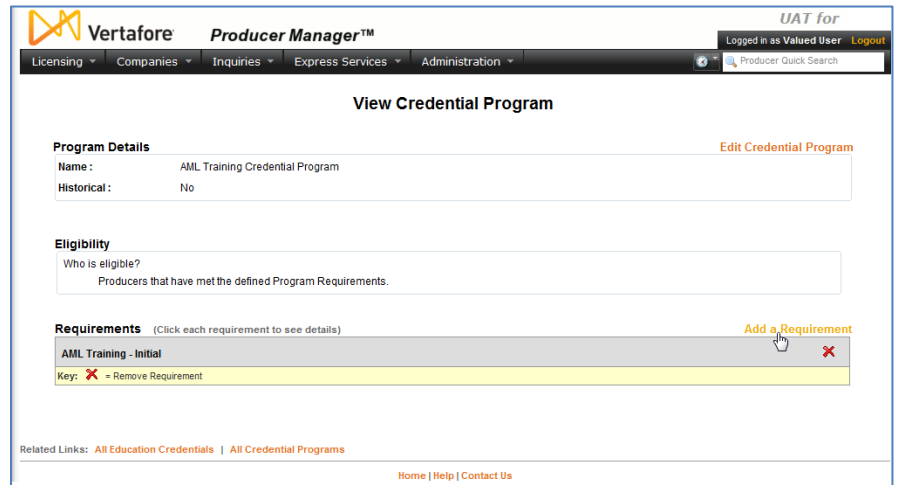 UAT for
Vertafore Producer Manager™
Logged in as Valued User Logout
Licensing Companies Inquiries Express Services Administration Producer Quick Search
View Credential Program
Program Details Edit Credential Program
Name : AML Training Credential Program
Historical : No
Eligibility
Who is eligible?
Producers that have met the defined Program Requirements.
Requirements (Click each requirement to see details) Add a Requirement
AML Training - Initial
Key: = Remove Requirement
Related Links: All Education Credentials | All Credential Programs
Home | Help | Contact Us